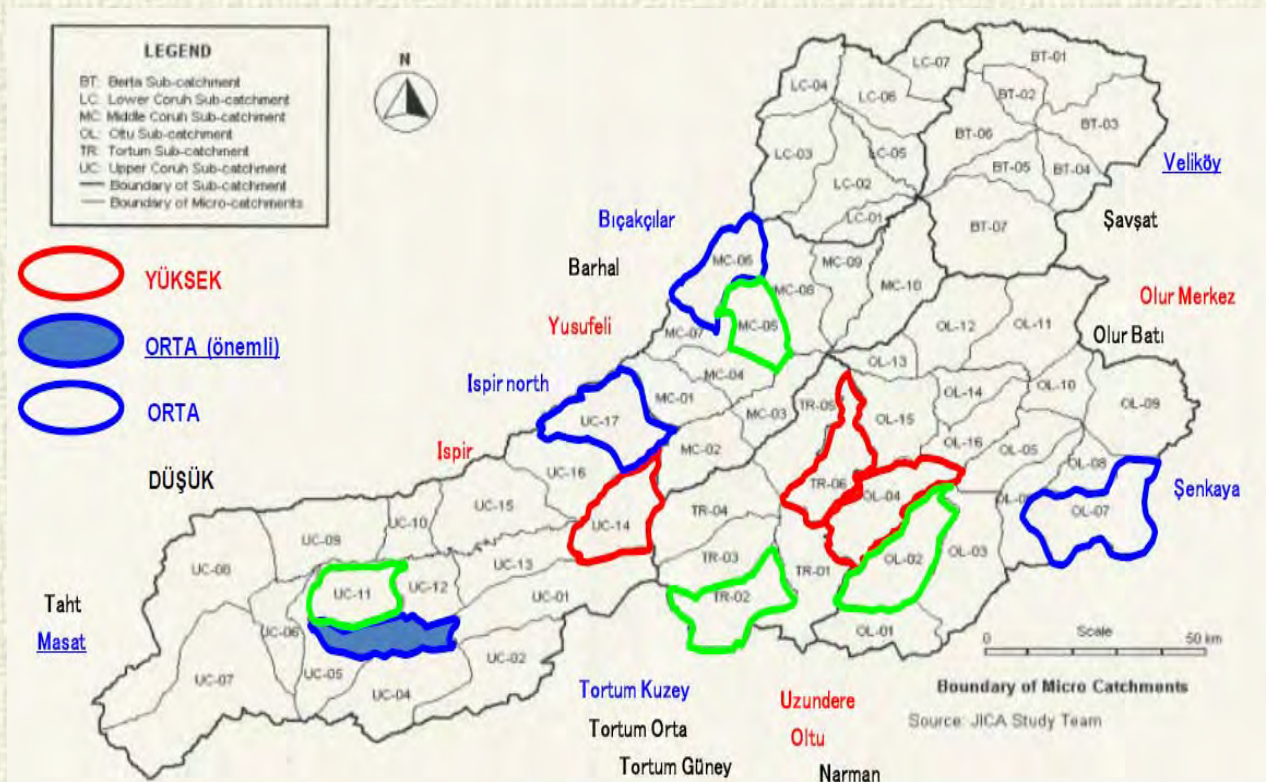 LEGEND
BT: Berta Sub-catchment
LC: Lower Coruh Sub-catchment
MC: Middle Coruh Sub-catchment
OL: Oltu Sub-catchment
TR: Tortum Sub-catchment
UC: Upper Coruh Sub-catchment
Boundary of Sub-catchment
Boundary of Micro-catchments
N
YÜKSEK
ORTA (önemli)
ORTA
DÜŞÜK
Bıçakçılar
Barhal
Yusufeli
Ispir north
Ispir
Taht
Masat
Veliköy
Şavşat
Olur Merkez
Olur Batı
Şenkaya
Tortum Kuzey
Tortum Orta
Tortum Güney
Uzundere
Oltu
Narman
LC-07
BT-01
LC-04
LC-06
BT-02
BT-03
BT-06
LC-03
LC-05
BT-05
BT-04
LC-02
LC-01
BT-07
MC-06
MC-09
MC-08
MC-10
MC-07
MC-05
OL-12
OL-11
OL-13
MC-04
MC-01
MC-03
TR-05
OL-14
OL-10
OL-09
OL-15
UC-17
MC-02
OL-16
OL-05
OL-08
UC-16
TR-06
OL-04
OL-07
UC-15
UC-14
TR-04
UC-10
UC-09
TR-03
OL-02
OL-03
UC-08
UC-13
TR-01
UC-11
UC-12
UC-01
TR-02
UC-06
OL-01
UC-02
UC-05
UC-07
UC-04
0 Scale 50 km
Boundary of Micro Catchments
Source: JICA Study Team